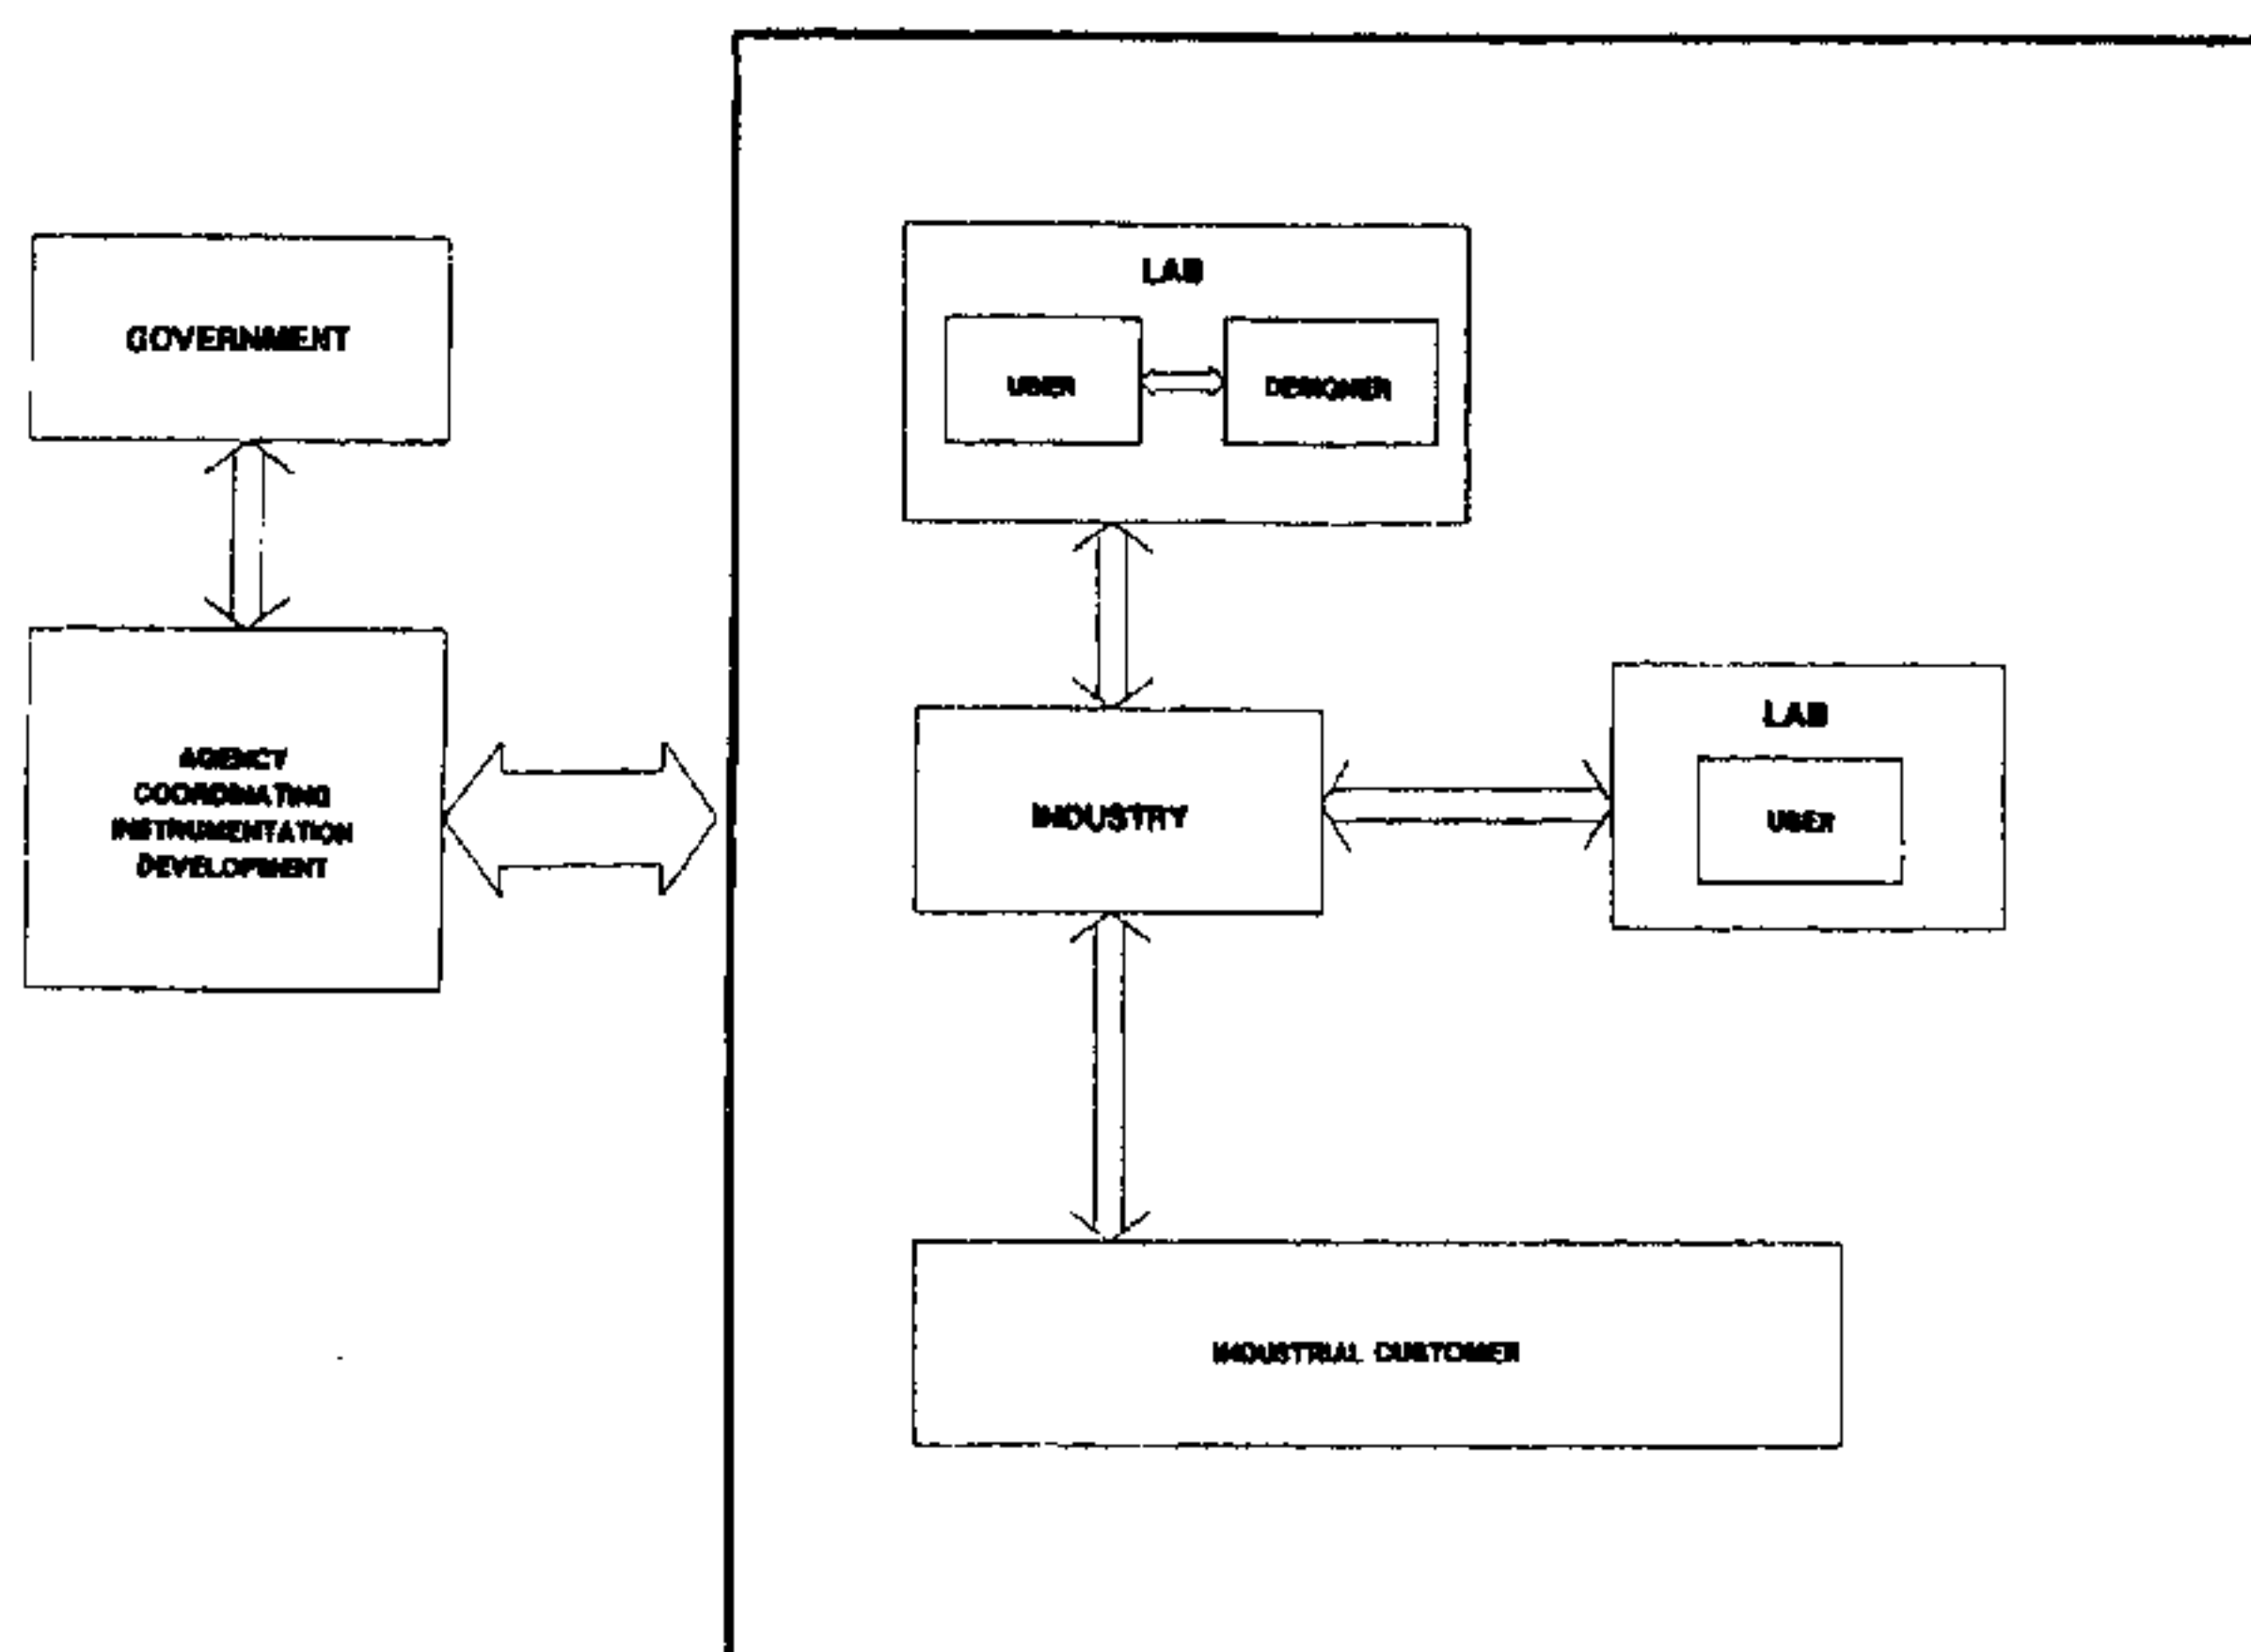 GOVERNMENT
AGENCY
COORDINATING
INSTRUMENTATION
DEVELOPMENT
LAB
USER
DESIGNER
INDUSTRY
LAB
USER
INDUSTRIAL CUSTOMER